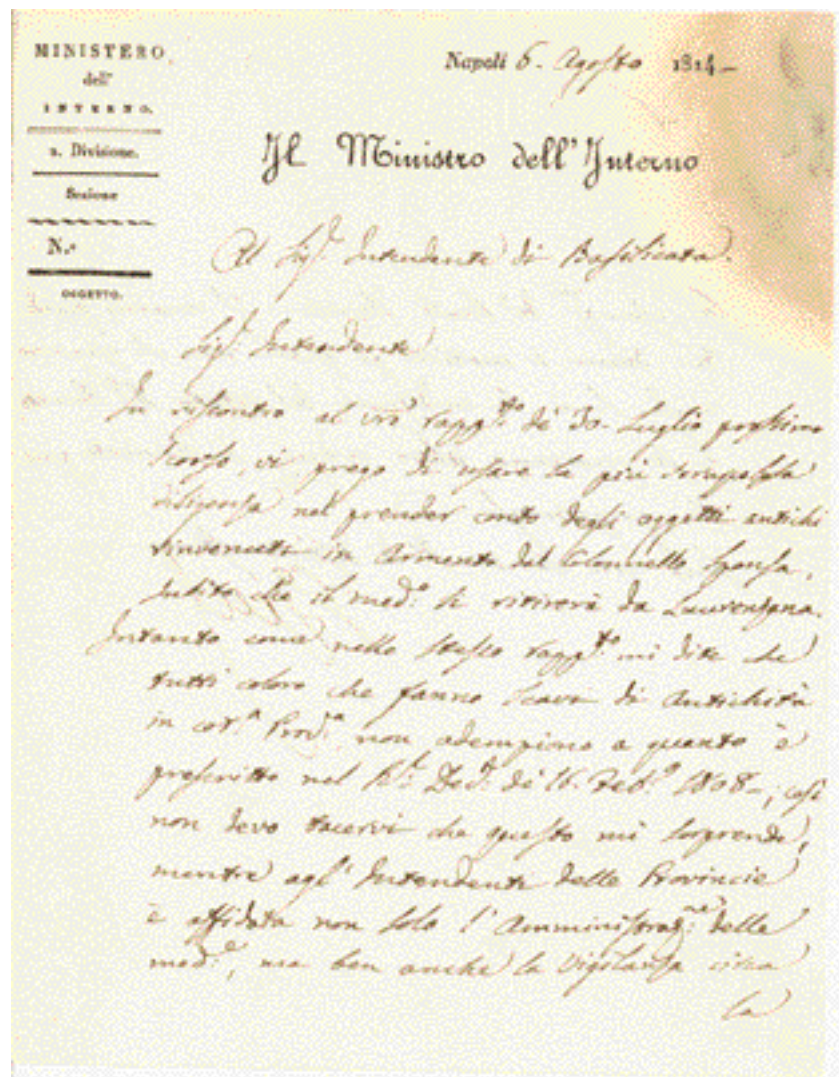 MINISTERO
dell'
INTERNO.
2. Divisione.
Sezione
N.º
OGGETTO.
Napoli 6. Agosto 1814_
Il Ministro dell'Interno
Al Sig.r Intendente di Basilicata.
Sig.r Intendente
In riscontro al vro rapp.to de' 30. Luglio prossimo
scorso, vi prego di usare la più scrupolosa
diligenza nel prender conto degli oggetti antichi
rinvenuti in Armento dal Colonnello Sponsa,
subito che il med.o si ritirerà da Laurenzana.
Intanto come nello stesso rapp.to mi dite che
tutti coloro che fanno scavi di Antichità
in cot.a Prov.a non adempiono a quanto è
prescritto nel R.l Dec.o de' 16. Feb.o 1808_, così
non devo tacervi che questo mi sorprende,
mentre agl'Intendenti delle Provincie
è affidata non solo l'Amministraz.ne delle
med.e, ma ben anche la Vigilanza circa
la